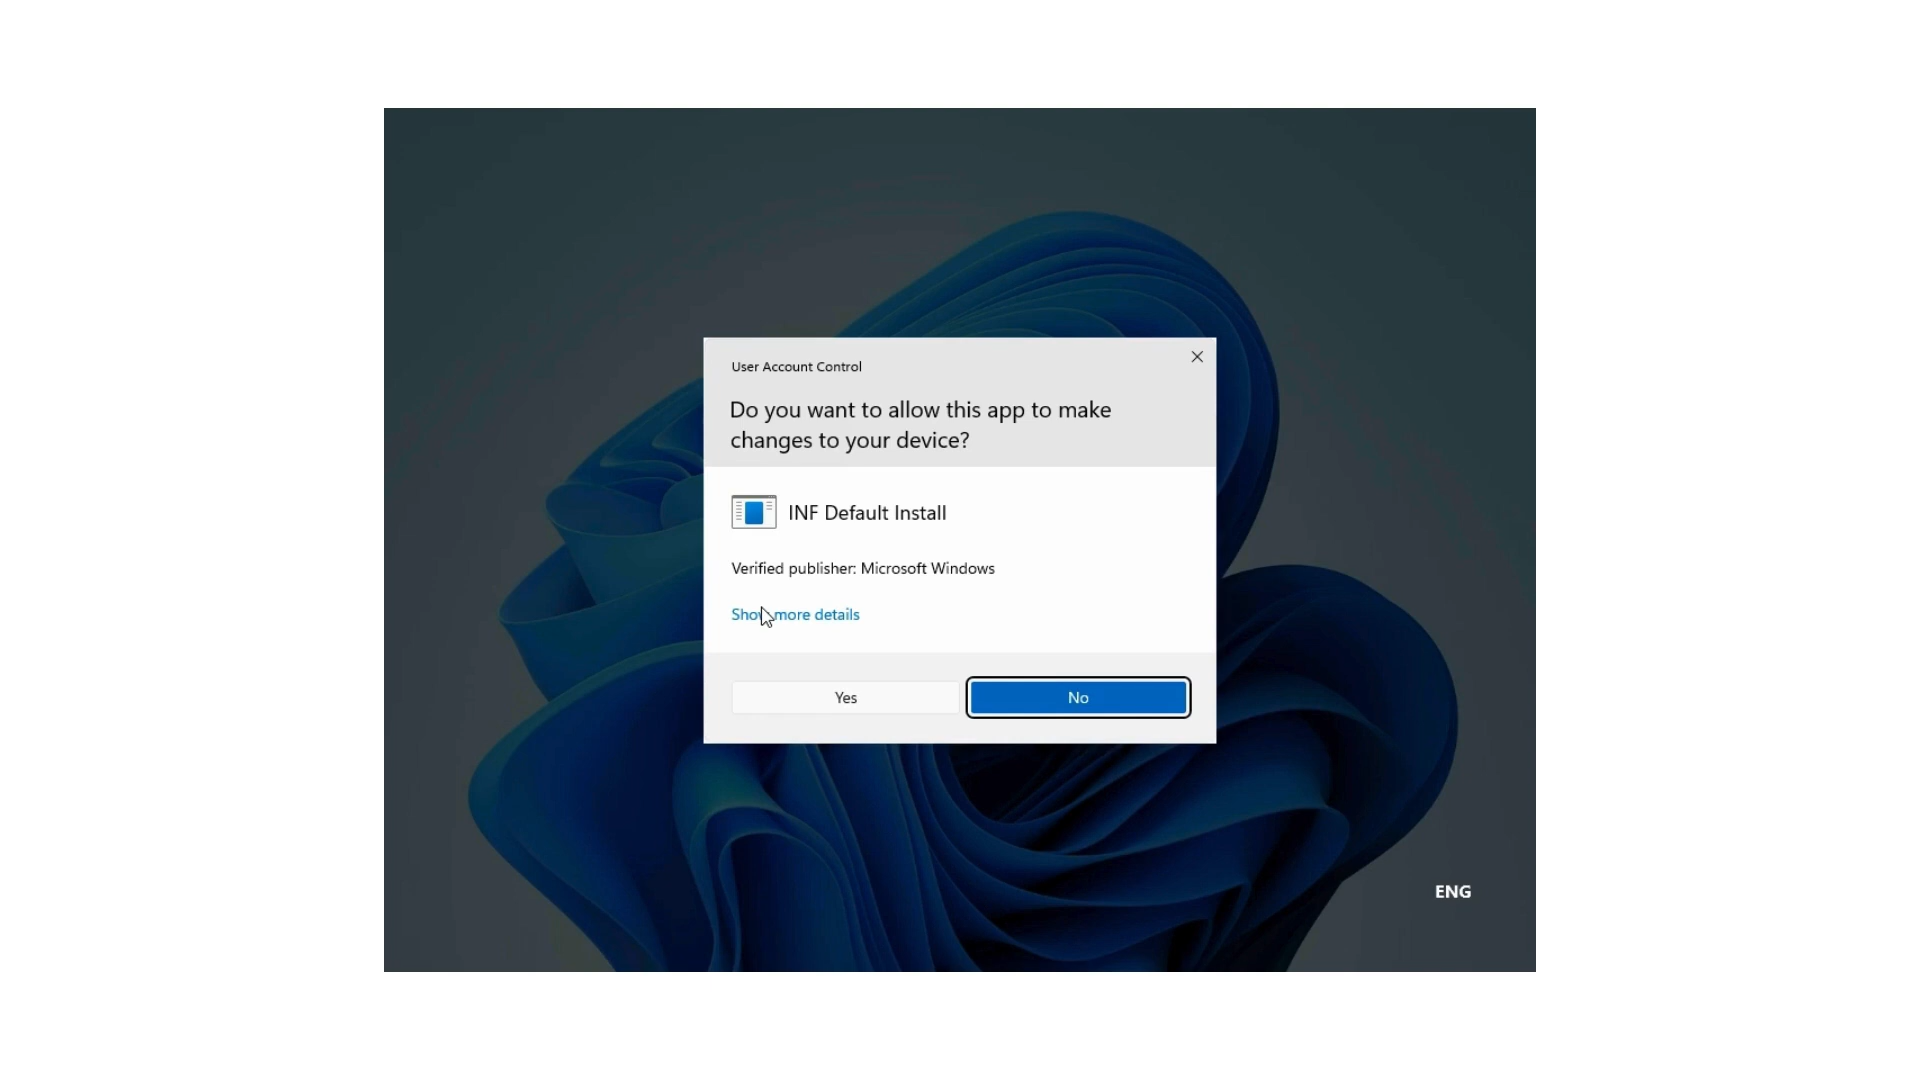 User Account Control
Do you want to allow this app to make
changes to your device?
INF Default Install
Verified publisher: Microsoft Windows
Show more details
Yes
No
ENG